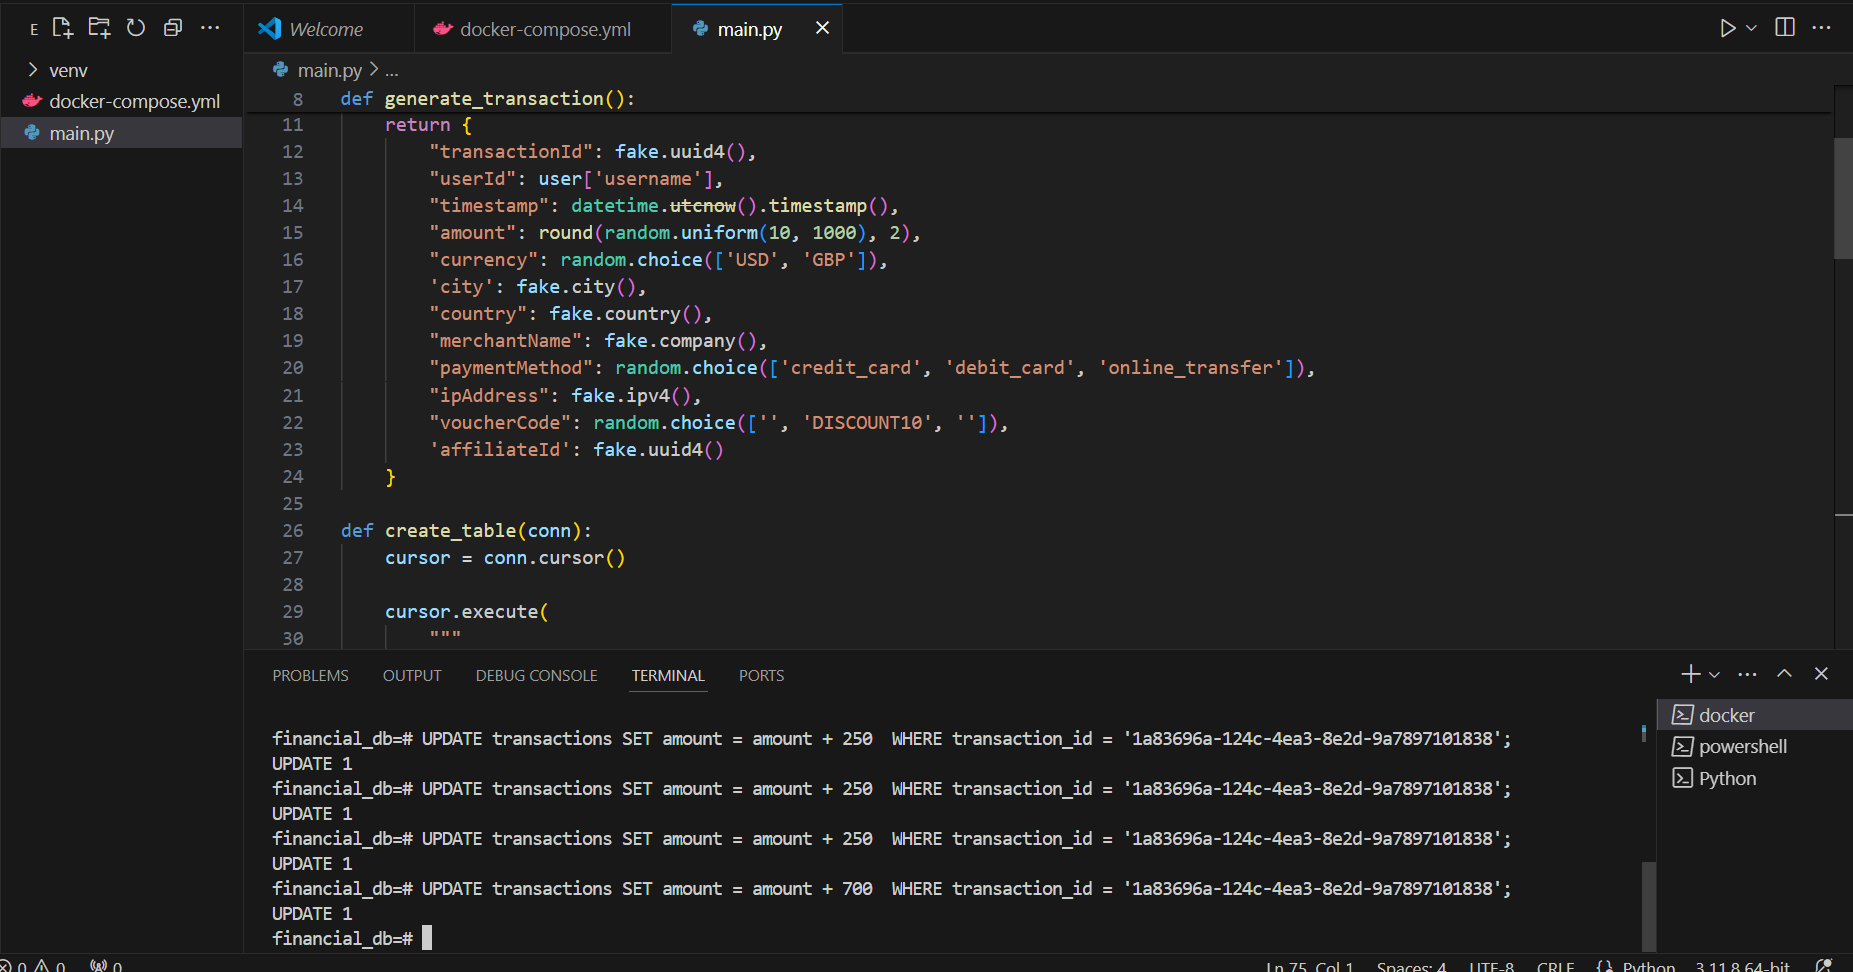 E
Welcome
docker-compose.yml
main.py
venv
docker-compose.yml
main.py
main.py > ...
8 def generate_transaction():
11 return {
12 "transactionId": fake.uuid4(),
13 "userId": user['username'],
14 "timestamp": datetime.utcnow().timestamp(),
15 "amount": round(random.uniform(10, 1000), 2),
16 "currency": random.choice(['USD', 'GBP']),
17 'city': fake.city(),
18 "country": fake.country(),
19 "merchantName": fake.company(),
20 "paymentMethod": random.choice(['credit_card', 'debit_card', 'online_transfer']),
21 "ipAddress": fake.ipv4(),
22 "voucherCode": random.choice(['', 'DISCOUNT10', '']),
23 'affiliateId': fake.uuid4()
24 }
25
26 def create_table(conn):
27 cursor = conn.cursor()
28
29 cursor.execute(
30 """
PROBLEMS OUTPUT DEBUG CONSOLE TERMINAL PORTS
financial_db=# UPDATE transactions SET amount = amount + 250  WHERE transaction_id = '1a83696a-124c-4ea3-8e2d-9a7897101838';
UPDATE 1
financial_db=# UPDATE transactions SET amount = amount + 250  WHERE transaction_id = '1a83696a-124c-4ea3-8e2d-9a7897101838';
UPDATE 1
financial_db=# UPDATE transactions SET amount = amount + 250  WHERE transaction_id = '1a83696a-124c-4ea3-8e2d-9a7897101838';
UPDATE 1
financial_db=# UPDATE transactions SET amount = amount + 700  WHERE transaction_id = '1a83696a-124c-4ea3-8e2d-9a7897101838';
UPDATE 1
financial_db=#
docker
powershell
Python
0 0 0 Ln 75, Col 1 Spaces: 4 UTF-8 CRLF {} Python 3.11.8 64-bit